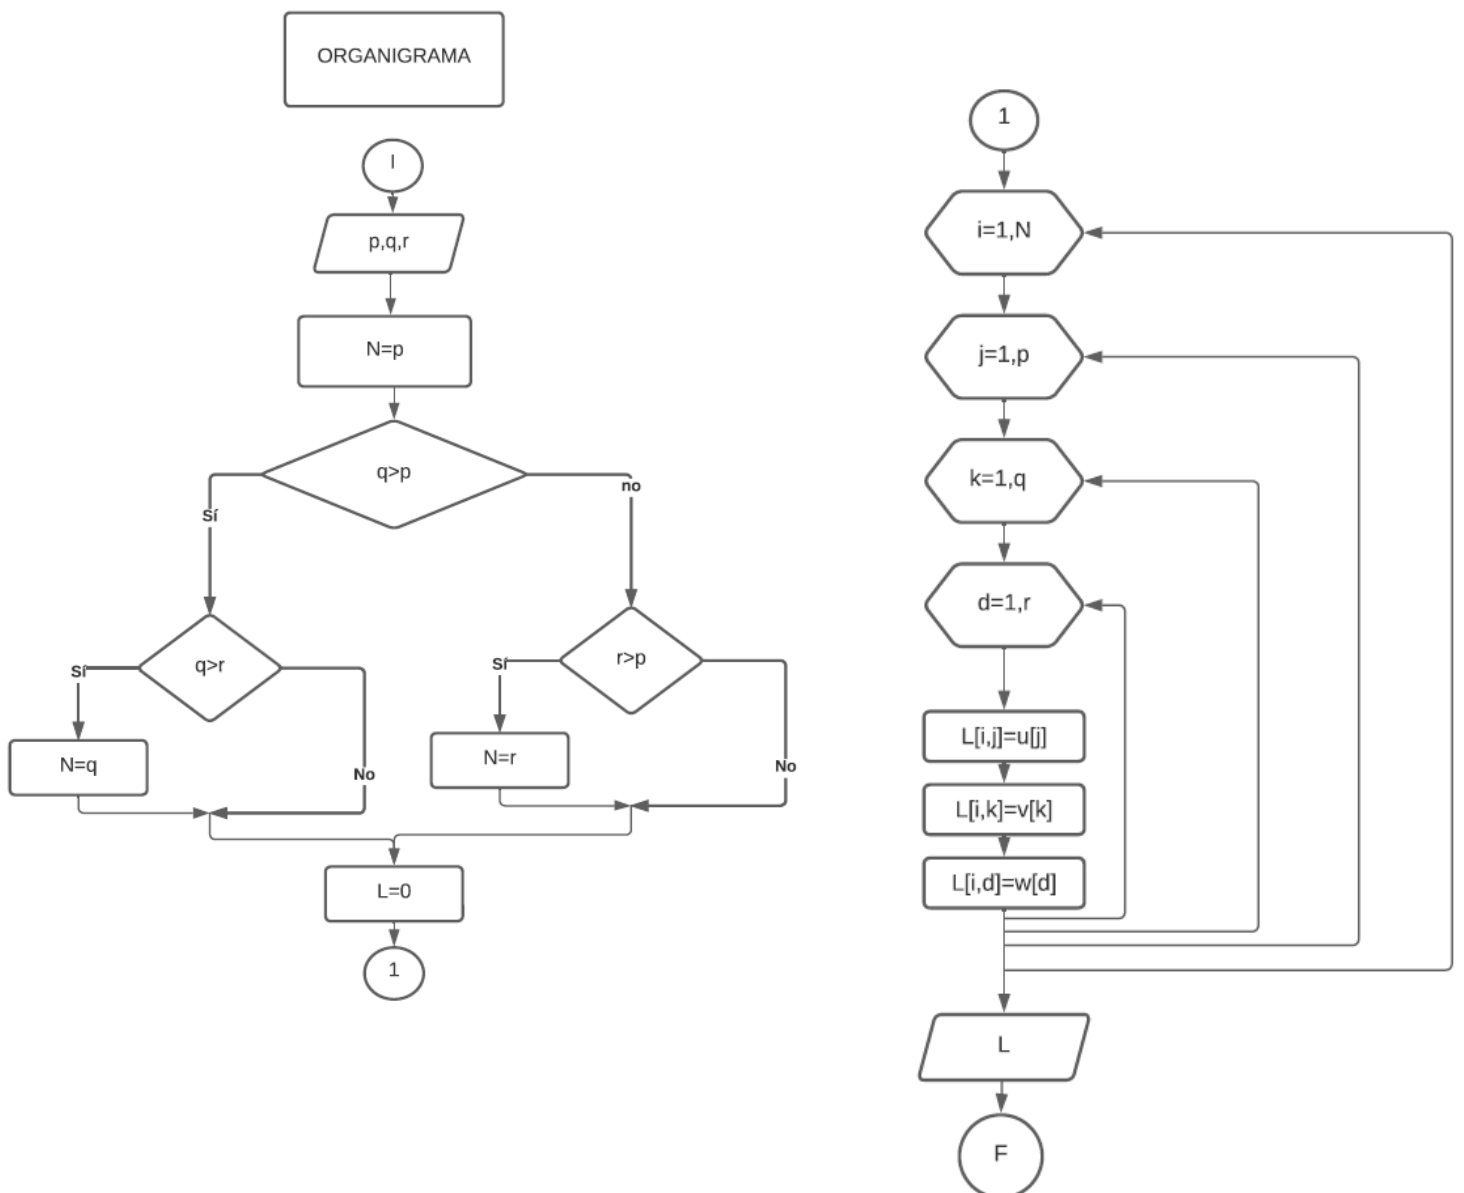 ORGANIGRAMA
I
p,q,r
N=p
q>p
Sí
no
q>r
Sí
No
N=q
r>p
Sí
No
N=r
L=0
1
1
i=1,N
j=1,p
k=1,q
d=1,r
L[i,j]=u[j]
L[i,k]=v[k]
L[i,d]=w[d]
L
F